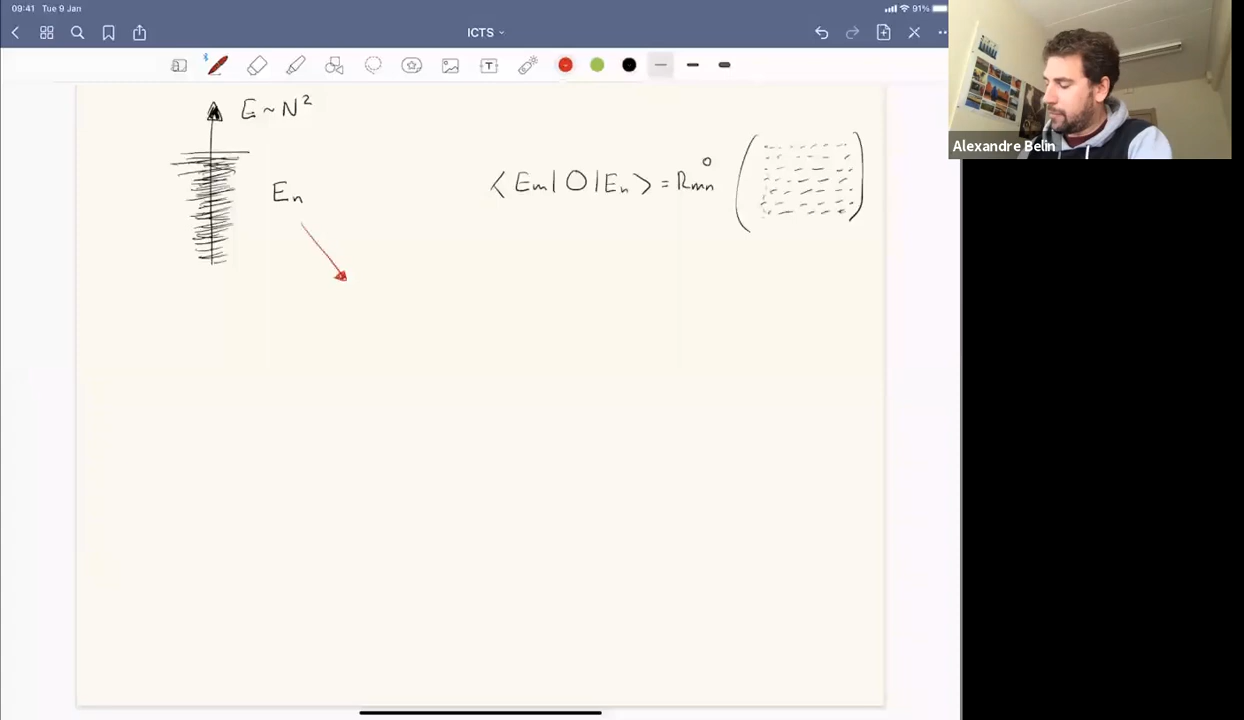 09:41 Tue 9 Jan
91%
ICTS
E ~ N²
Eₙ
⟨Eₘ|O|Eₙ⟩ = Rₘₙ⁰
Alexandre Belin